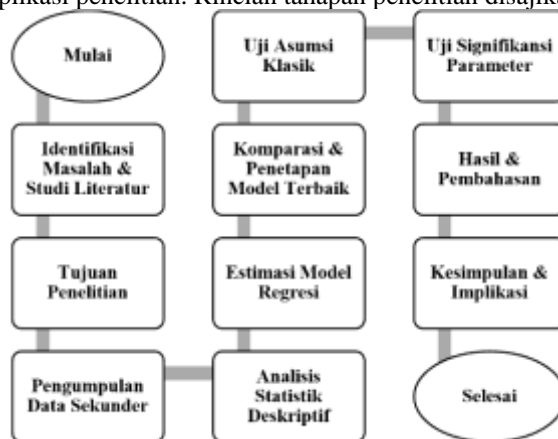 plikasi penelitian. Rincian tahapan penelitian disajika
Mulai
Identifikasi
Masalah &
Studi Literatur
Tujuan
Penelitian
Pengumpulan
Data Sekunder
Analisis
Statistik
Deskriptif
Estimasi Model
Regresi
Komparasi &
Penetapan
Model Terbaik
Uji Asumsi
Klasik
Uji Signifikansi
Parameter
Hasil &
Pembahasan
Kesimpulan &
Implikasi
Selesai